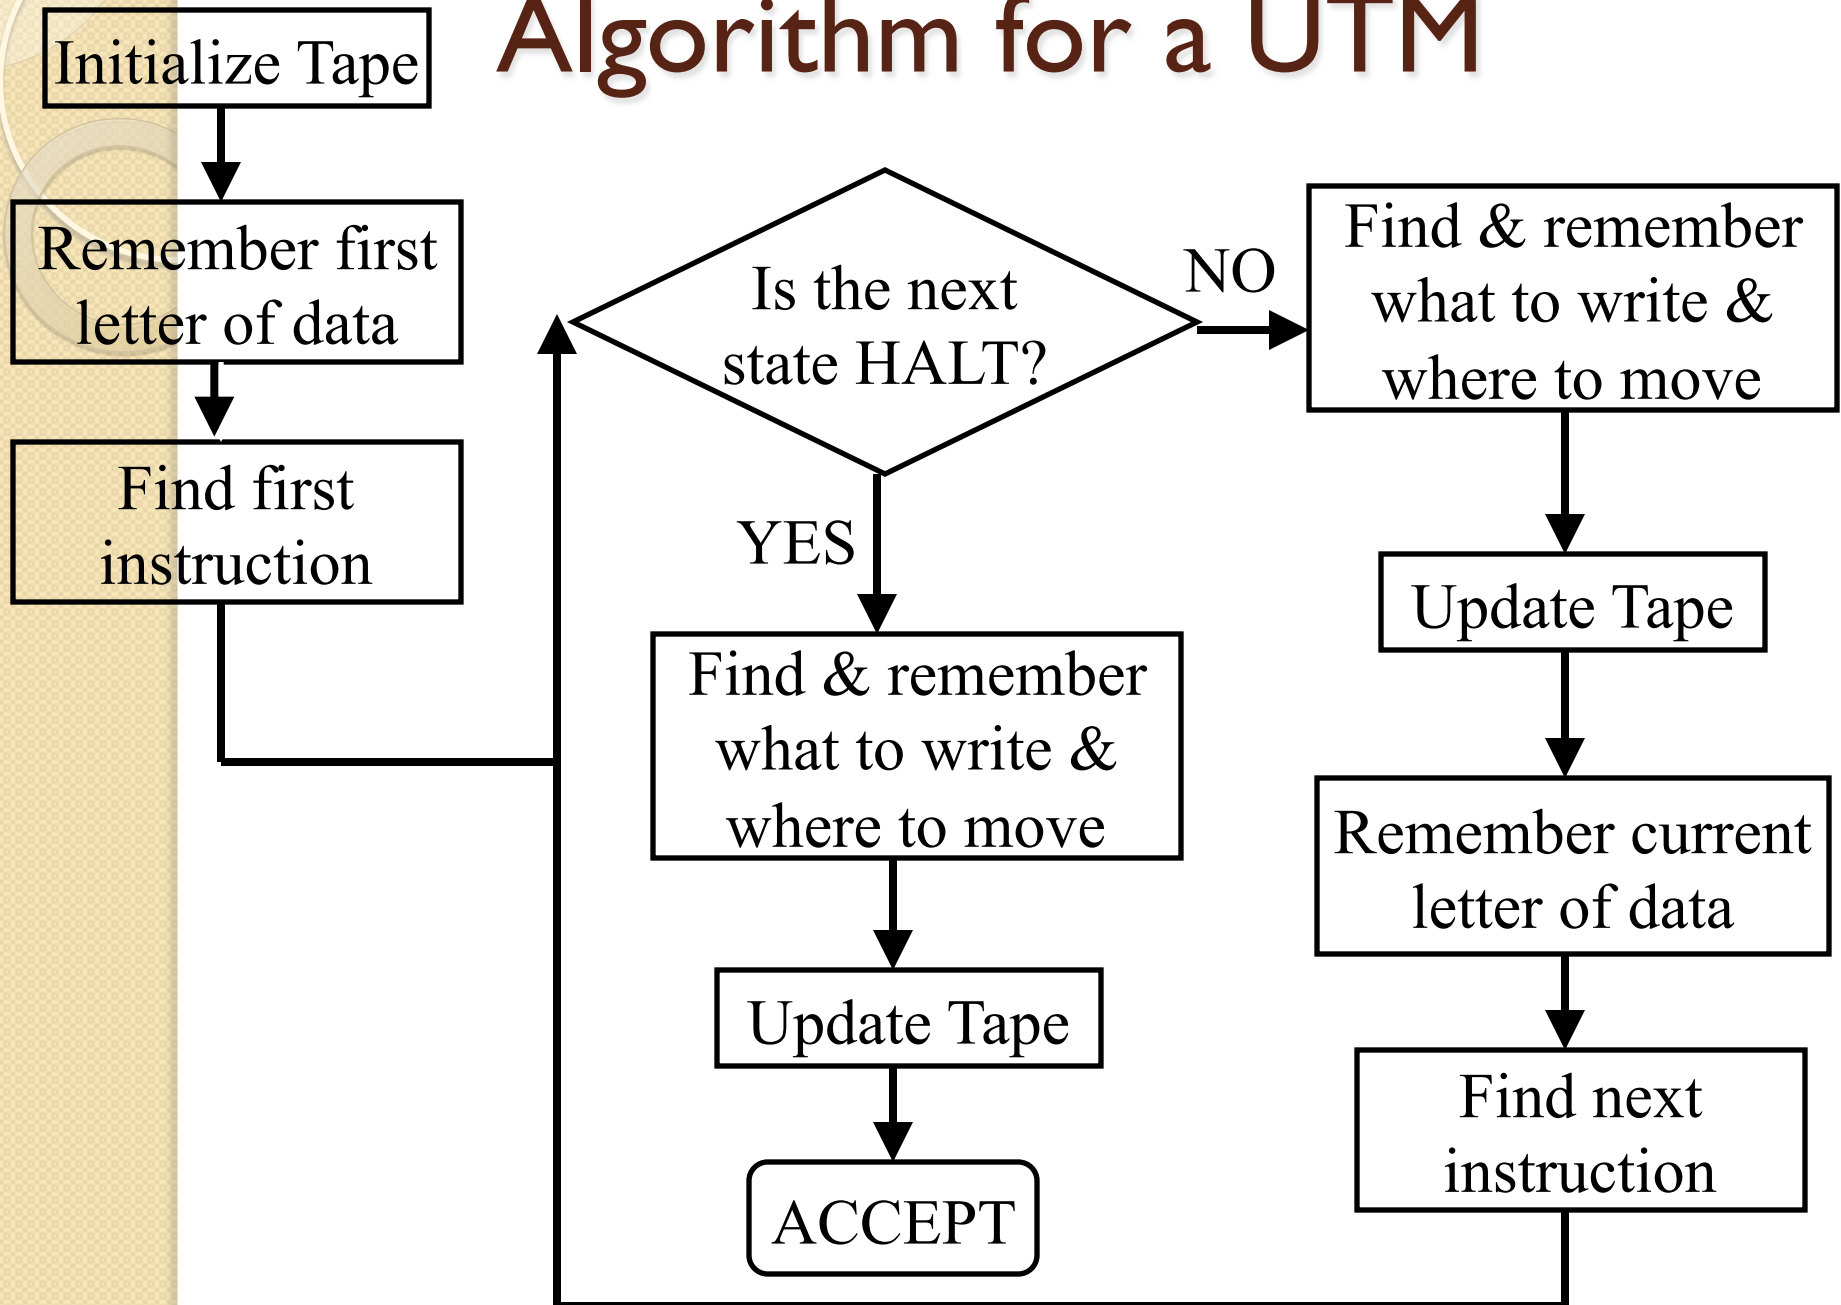 Algorithm for a UTM
Initialize Tape
Remember first
letter of data
Find first
instruction
Is the next
state HALT?
YES
Find & remember
what to write &
where to move
Update Tape
ACCEPT
NO
Find & remember
what to write &
where to move
Update Tape
Remember current
letter of data
Find next
instruction